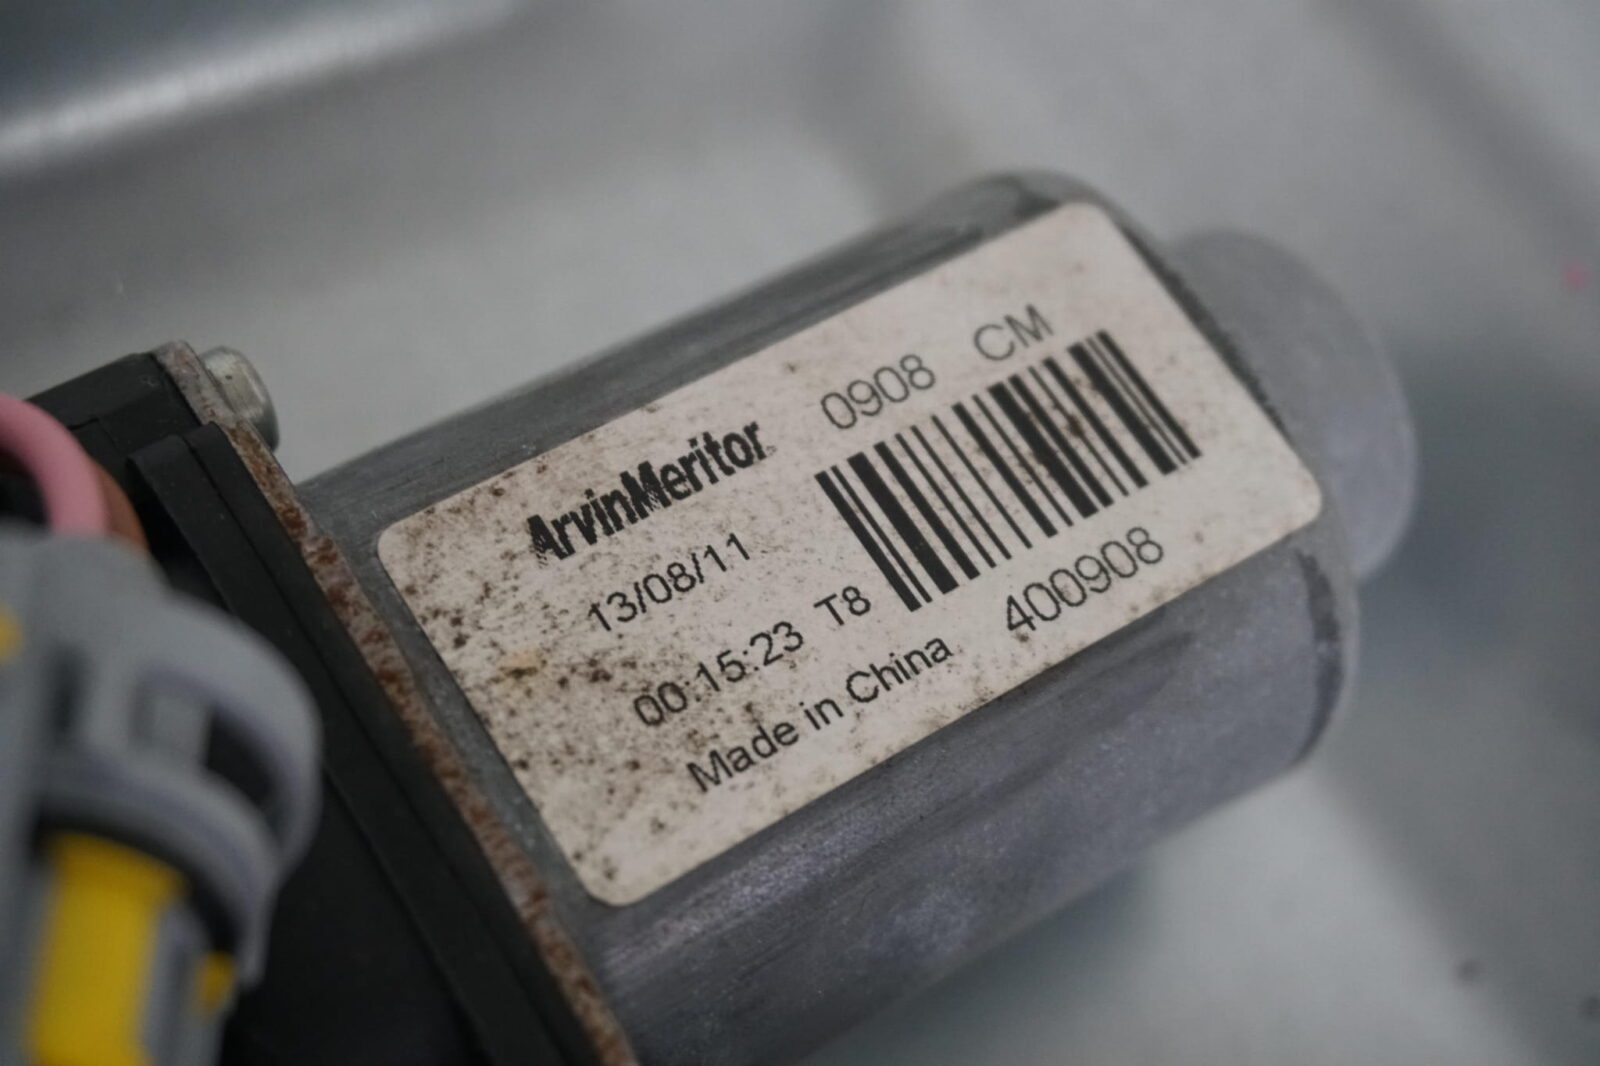 ArvinMeritor 0908 CM
13/08/11
00:15:23 T8
Made in China 400908